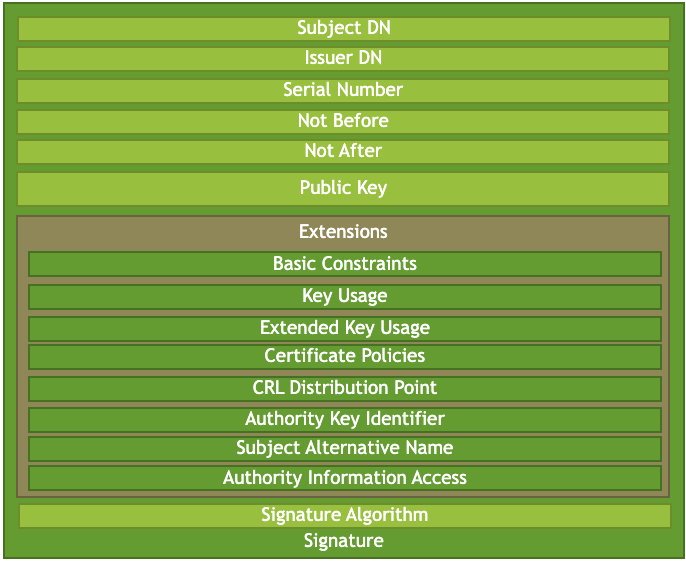 Subject DN
Issuer DN
Serial Number
Not Before
Not After
Public Key
Extensions
Basic Constraints
Key Usage
Extended Key Usage
Certificate Policies
CRL Distribution Point
Authority Key Identifier
Subject Alternative Name
Authority Information Access
Signature Algorithm
Signature